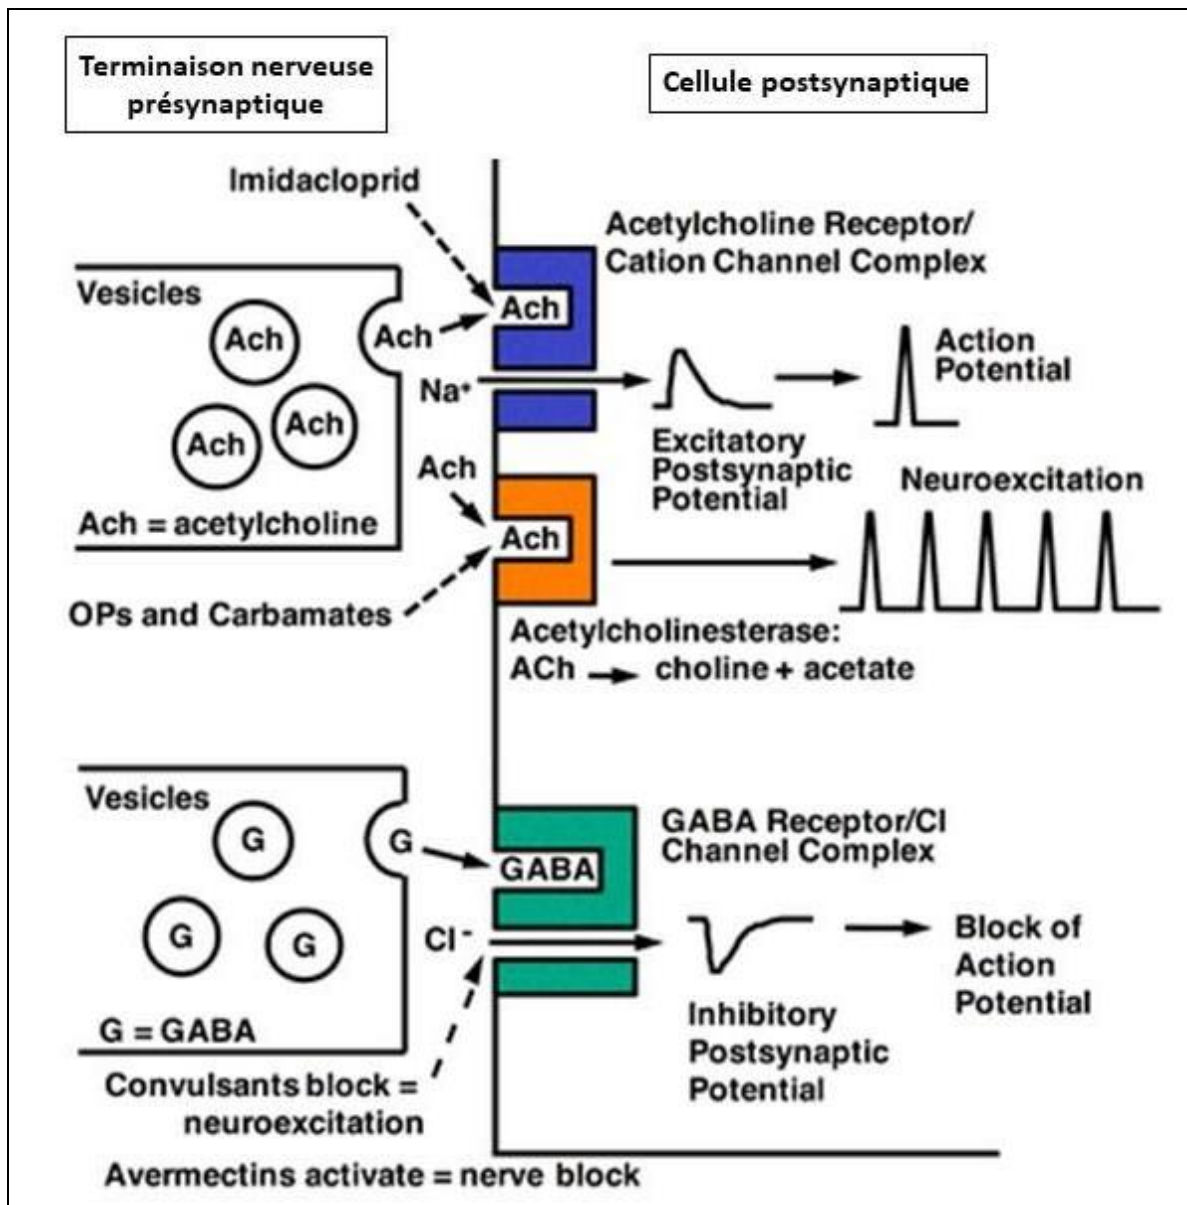 Terminaison nerveuse
présynaptique
Cellule postsynaptique
Imidacloprid
Acetylcholine Receptor/
Cation Channel Complex
Vesicles
Ach
Ach
Ach
Ach
Ach
Ach = acetylcholine
Na⁺
Action
Potential
Excitatory
Postsynaptic
Potential
Neuroexcitation
Ach
Ach
OPs and Carbamates
Acetylcholinesterase:
ACh → choline + acetate
Vesicles
G
G
G
G
G = GABA
GABA
GABA Receptor/Cl
Channel Complex
Cl⁻
Inhibitory
Postsynaptic
Potential
Block of
Action
Potential
Convulsants block =
neuroexcitation
Avermectins activate = nerve block